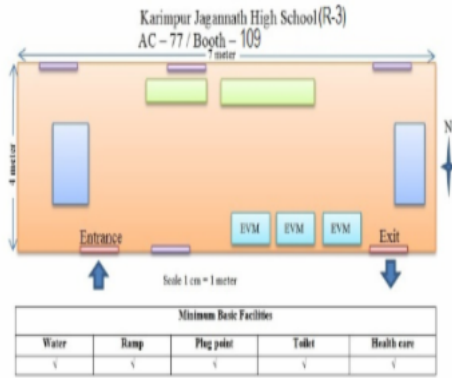 Karimpur Jagannath High School(R-3)
AC – 77 / Booth – 109
7 meter
4 meter
N
EVM EVM EVM
Entrance Exit
Scale 1 cm = 1 meter
Minimum Basic Facilities
Water Ramp Plug point Toilet Health care
√ √ √ √ √